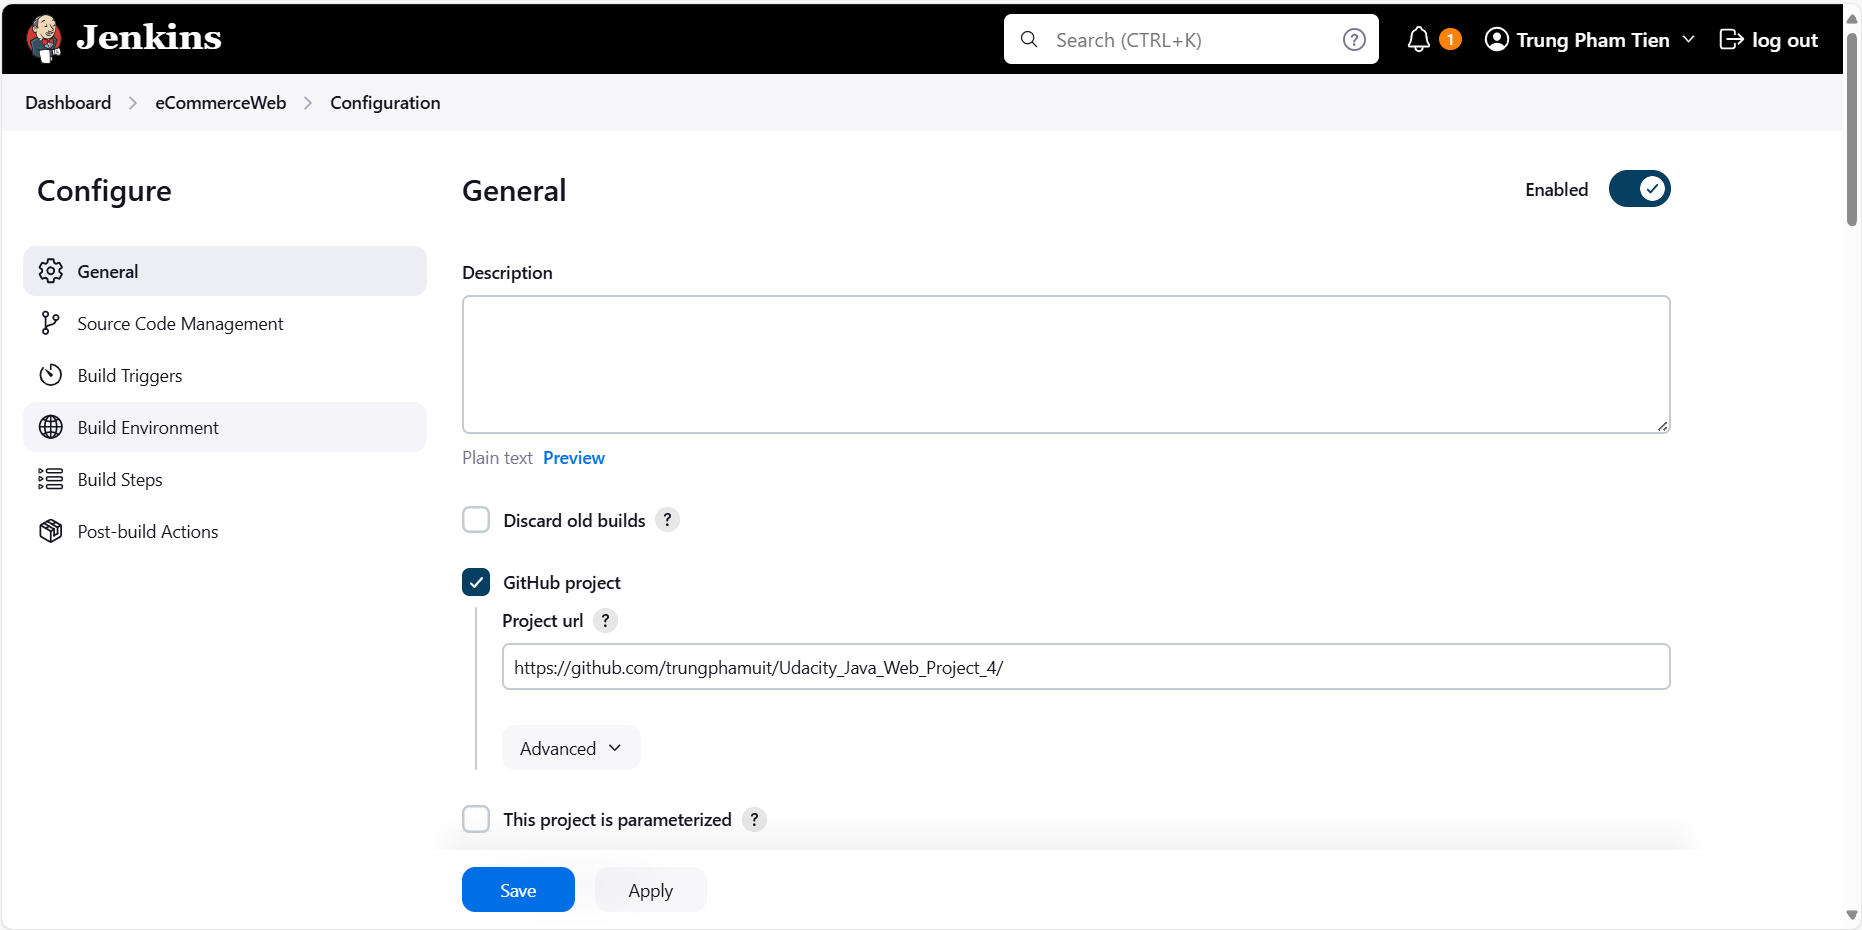 Jenkins
Search (CTRL+K)
?
1
Trung Pham Tien
log out
Dashboard
eCommerceWeb
Configuration
Configure
General
Source Code Management
Build Triggers
Build Environment
Build Steps
Post-build Actions
General
Enabled
Description
Plain text Preview
Discard old builds ?
GitHub project
Project url ?
https://github.com/trungphamuit/Udacity_Java_Web_Project_4/
Advanced
This project is parameterized ?
Save
Apply